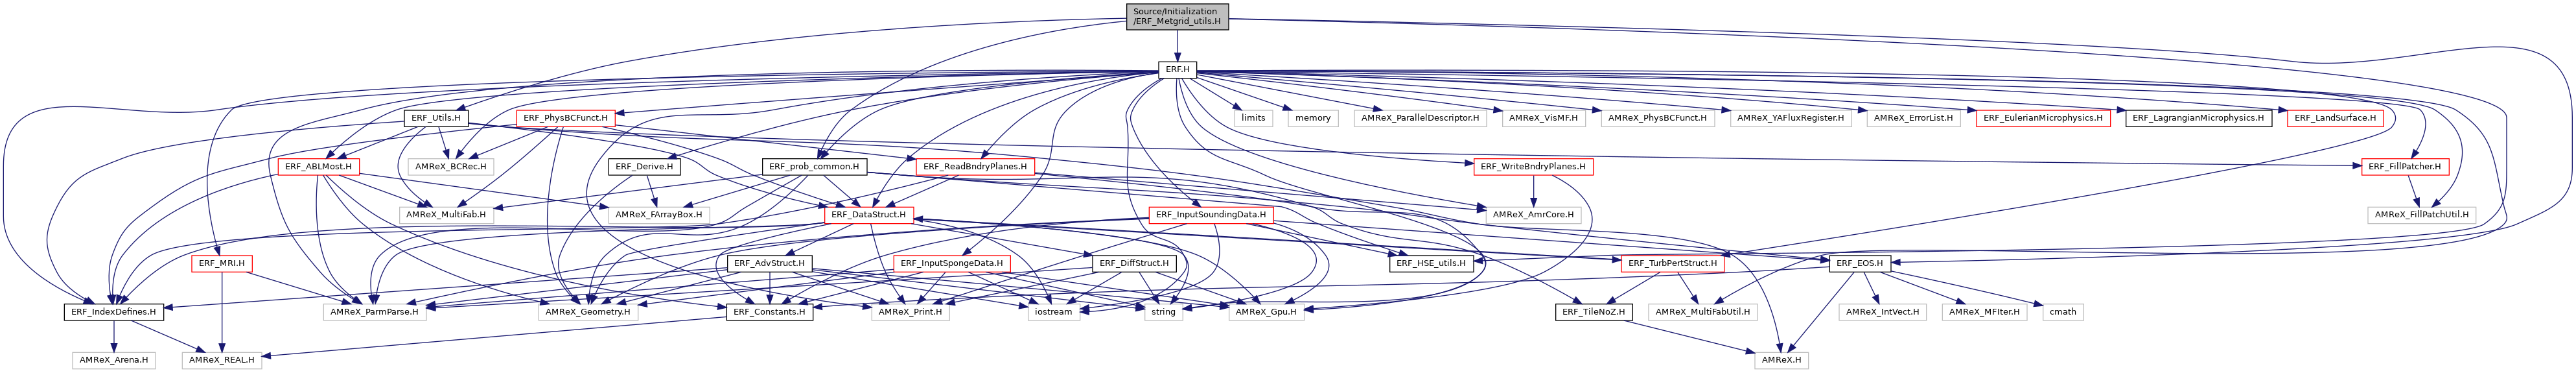 Source/Initialization
/ERF_Metgrid_utils.H
ERF.H
ERF_Utils.H
ERF_PhysBCFunct.H
limits
memory
AMReX_ParallelDescriptor.H
AMReX_VisMF.H
AMReX_PhysBCFunct.H
AMReX_YAFluxRegister.H
AMReX_ErrorList.H
ERF_EulerianMicrophysics.H
ERF_LagrangianMicrophysics.H
ERF_LandSurface.H
ERF_ABLMost.H
AMReX_BCRec.H
ERF_Derive.H
ERF_prob_common.H
ERF_ReadBndryPlanes.H
ERF_WriteBndryPlanes.H
ERF_FillPatcher.H
AMReX_MultiFab.H
AMReX_FArrayBox.H
ERF_DataStruct.H
ERF_InputSoundingData.H
AMReX_AmrCore.H
AMReX_FillPatchUtil.H
ERF_MRI.H
ERF_AdvStruct.H
ERF_InputSpongeData.H
ERF_DiffStruct.H
ERF_HSE_utils.H
ERF_TurbPertStruct.H
ERF_EOS.H
ERF_IndexDefines.H
AMReX_ParmParse.H
AMReX_Geometry.H
ERF_Constants.H
AMReX_Print.H
iostream
string
AMReX_Gpu.H
ERF_TileNoZ.H
AMReX_MultiFabUtil.H
AMReX_IntVect.H
AMReX_MFIter.H
cmath
AMReX_Arena.H
AMReX_REAL.H
AMReX.H